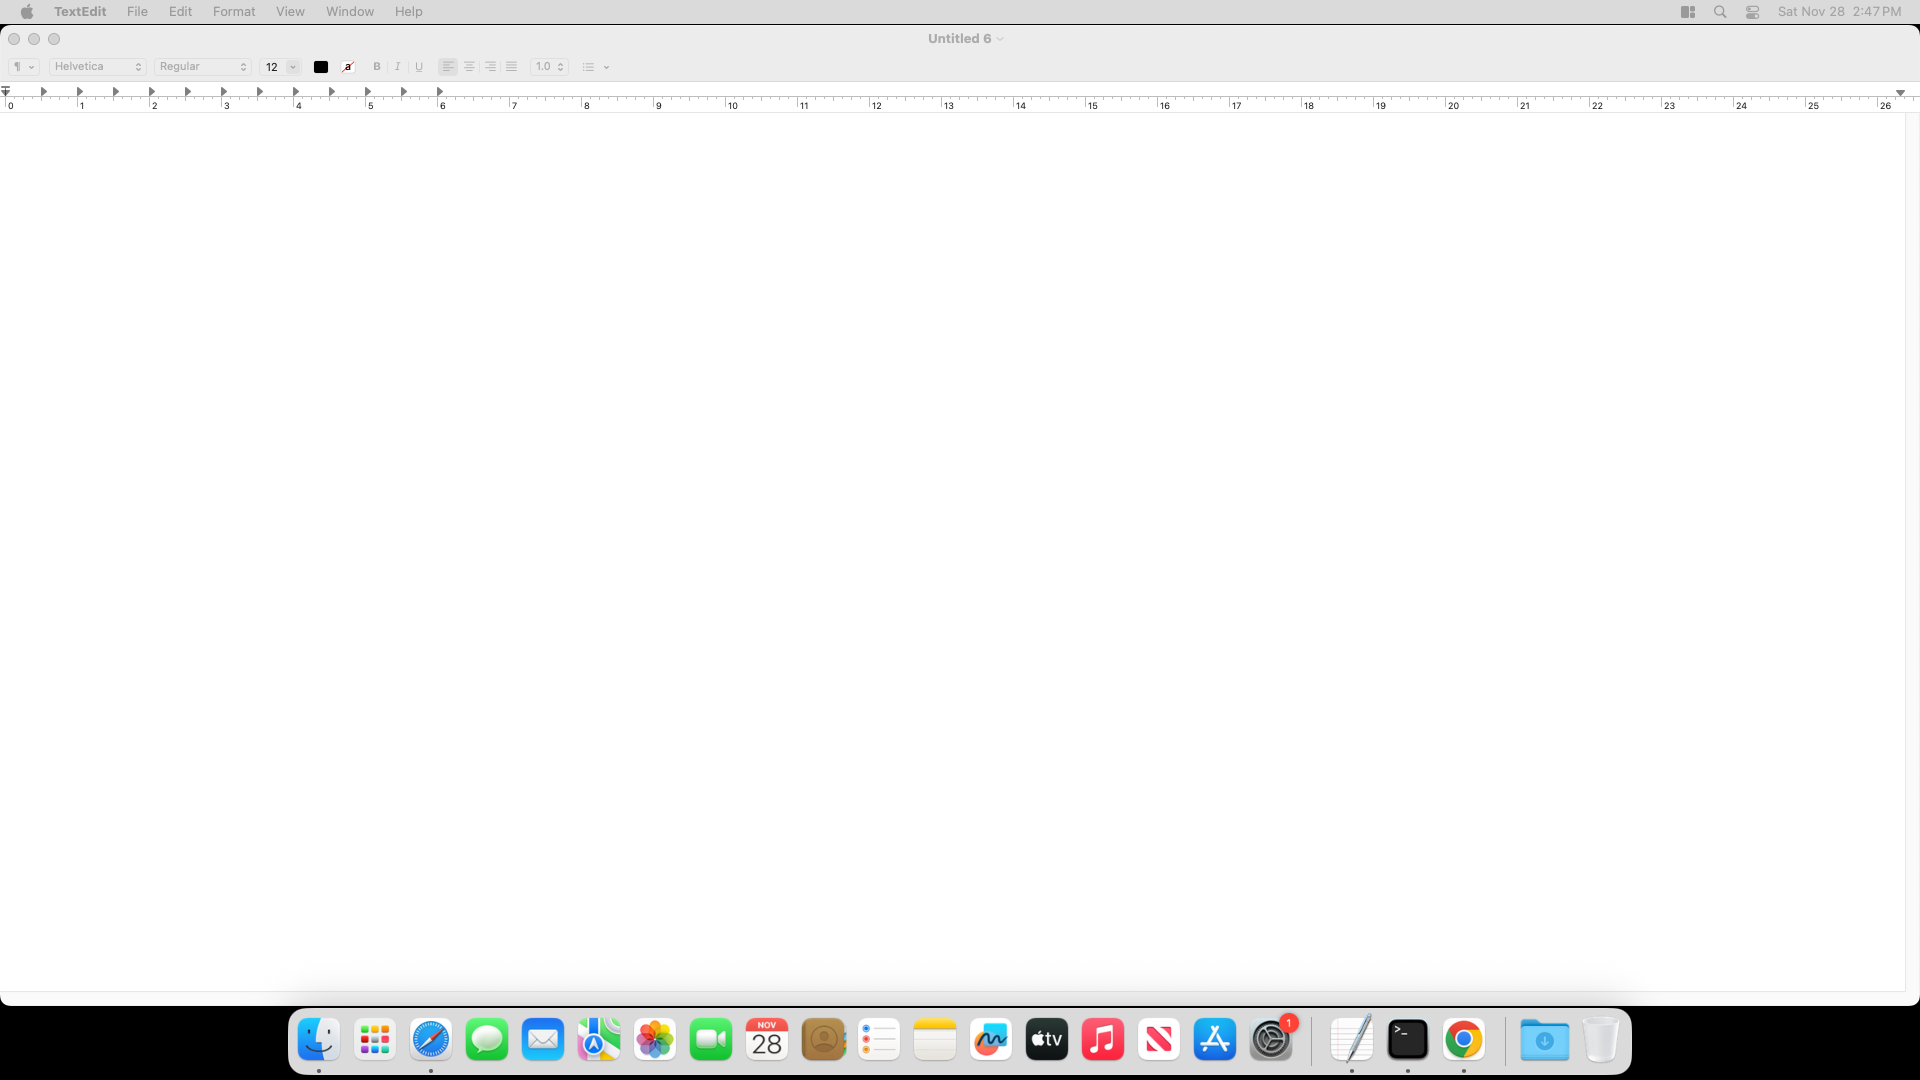 TextEdit File Edit Format View Window Help Sat Nov 28 2:47 PM
Untitled 6
¶ Helvetica Regular 12 a B I U 1.0
0 1 2 3 4 5 6 7 8 9 10 11 12 13 14 15 16 17 18 19 20 21 22 23 24 25 26
NOV
28
tv
1
>_